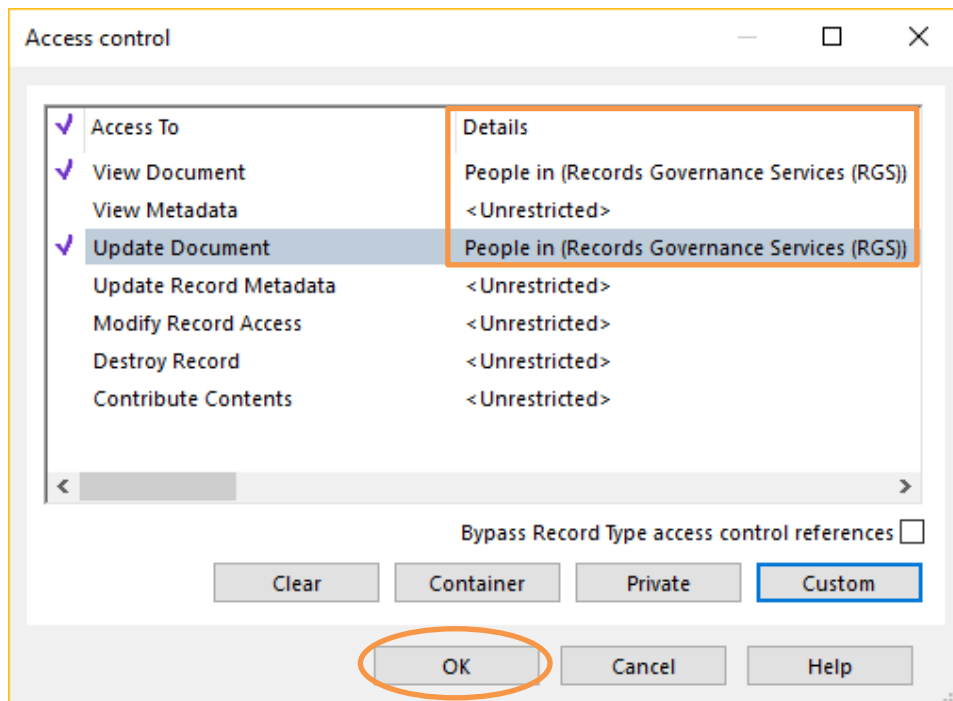 Access control
Access To Details
View Document People in (Records Governance Services (RGS))
View Metadata <Unrestricted>
Update Document People in (Records Governance Services (RGS))
Update Record Metadata <Unrestricted>
Modify Record Access <Unrestricted>
Destroy Record <Unrestricted>
Contribute Contents <Unrestricted>
Bypass Record Type access control references
Clear Container Private Custom
OK Cancel Help